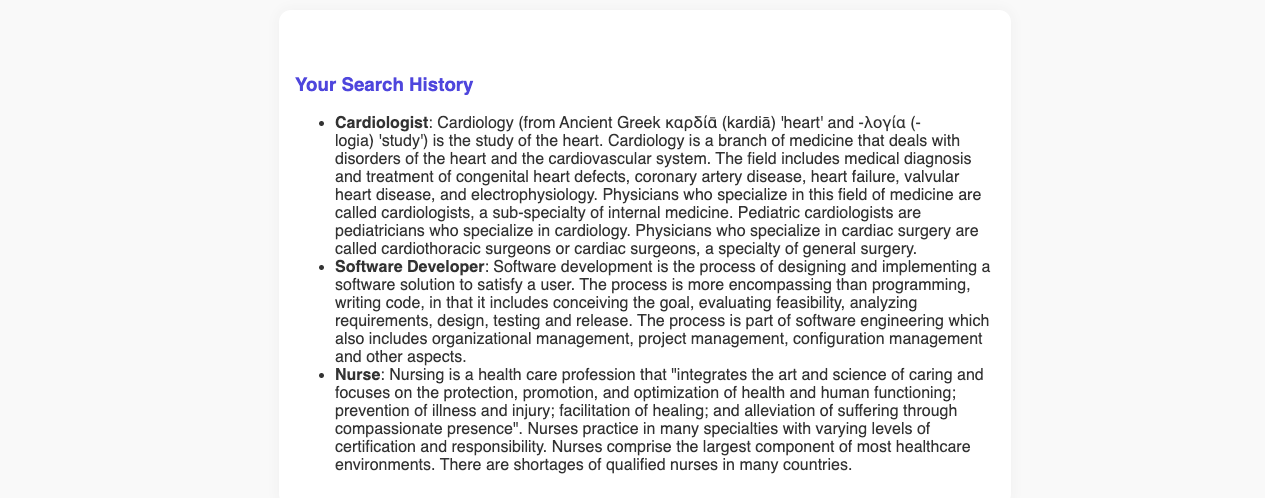 Your Search History
• Cardiologist: Cardiology (from Ancient Greek καρδίᾱ (kardiā) 'heart' and -λογία (-
logia) 'study') is the study of the heart. Cardiology is a branch of medicine that deals with
disorders of the heart and the cardiovascular system. The field includes medical diagnosis
and treatment of congenital heart defects, coronary artery disease, heart failure, valvular
heart disease, and electrophysiology. Physicians who specialize in this field of medicine are
called cardiologists, a sub-specialty of internal medicine. Pediatric cardiologists are
pediatricians who specialize in cardiology. Physicians who specialize in cardiac surgery are
called cardiothoracic surgeons or cardiac surgeons, a specialty of general surgery.
• Software Developer: Software development is the process of designing and implementing a
software solution to satisfy a user. The process is more encompassing than programming,
writing code, in that it includes conceiving the goal, evaluating feasibility, analyzing
requirements, design, testing and release. The process is part of software engineering which
also includes organizational management, project management, configuration management
and other aspects.
• Nurse: Nursing is a health care profession that "integrates the art and science of caring and
focuses on the protection, promotion, and optimization of health and human functioning;
prevention of illness and injury; facilitation of healing; and alleviation of suffering through
compassionate presence". Nurses practice in many specialties with varying levels of
certification and responsibility. Nurses comprise the largest component of most healthcare
environments. There are shortages of qualified nurses in many countries.